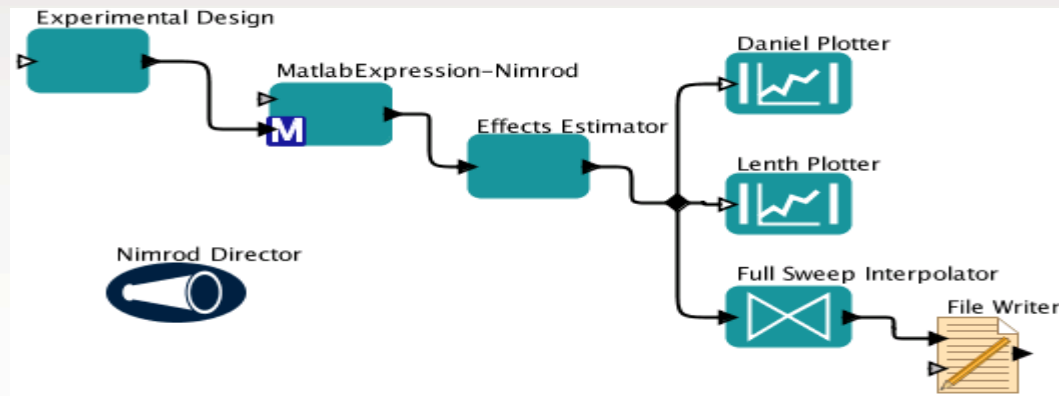 Experimental Design
MatlabExpression-Nimrod
M
Effects Estimator
Daniel Plotter
Lenth Plotter
Nimrod Director
Full Sweep Interpolator
File Writer